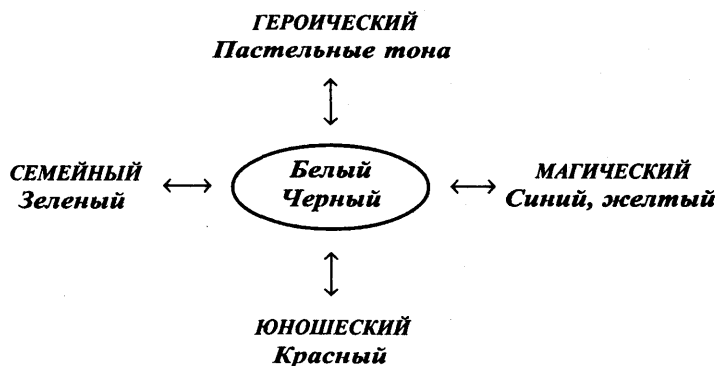 ГЕРОИЧЕСКИЙ
Пастельные тона
СЕМЕЙНЫЙ
Зеленый
Белый
Черный
МАГИЧЕСКИЙ
Синий, желтый
ЮНОШЕСКИЙ
Красный